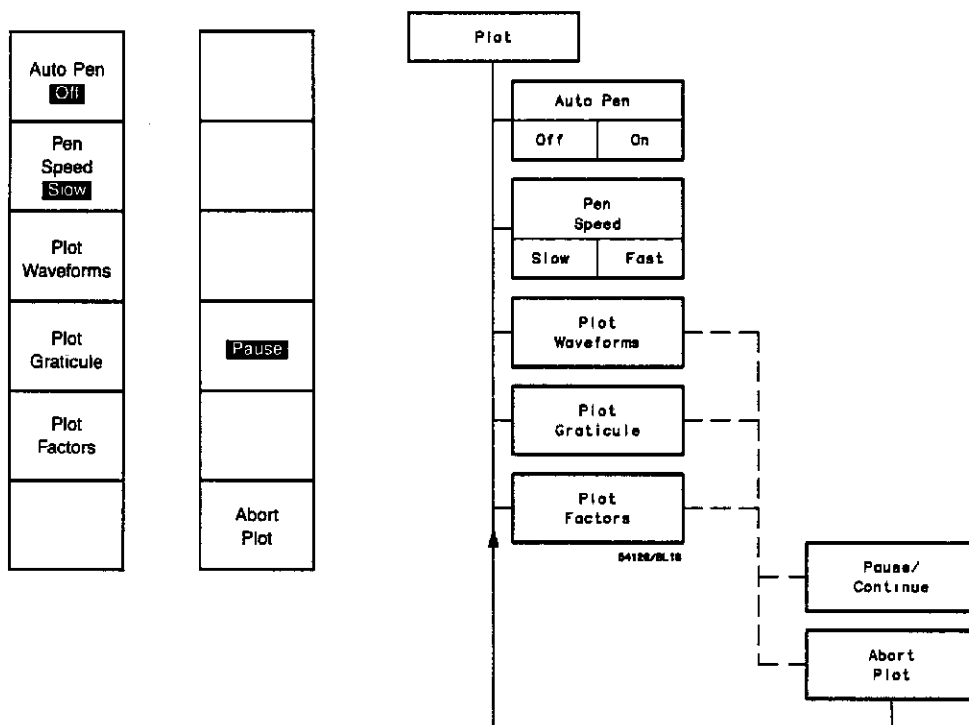 Auto Pen
Off
Pen
Speed
Slow
Plot
Waveforms
Plot
Graticule
Plot
Factors
Pause
Abort
Plot
Plot
Auto Pen
Off
On
Pen
Speed
Slow
Fast
Plot
Waveforms
Plot
Graticule
Plot
Factors
Pause/
Continue
Abort
Plot